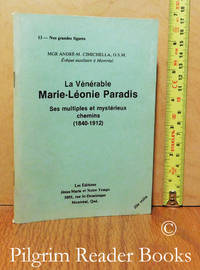 13 — Nos grandes figures
MGR ANDRÉ-M. CIMICHELLA, O.S.M.
Évêque auxiliaire à Montréal
La Vénérable
Marie-Léonie Paradis
Ses multiples et mystérieux
chemins
(1840-1912)
Les Editions
Jésus Marie et Notre Temps
Montréal, Qué.
Pilgrim Reader Books